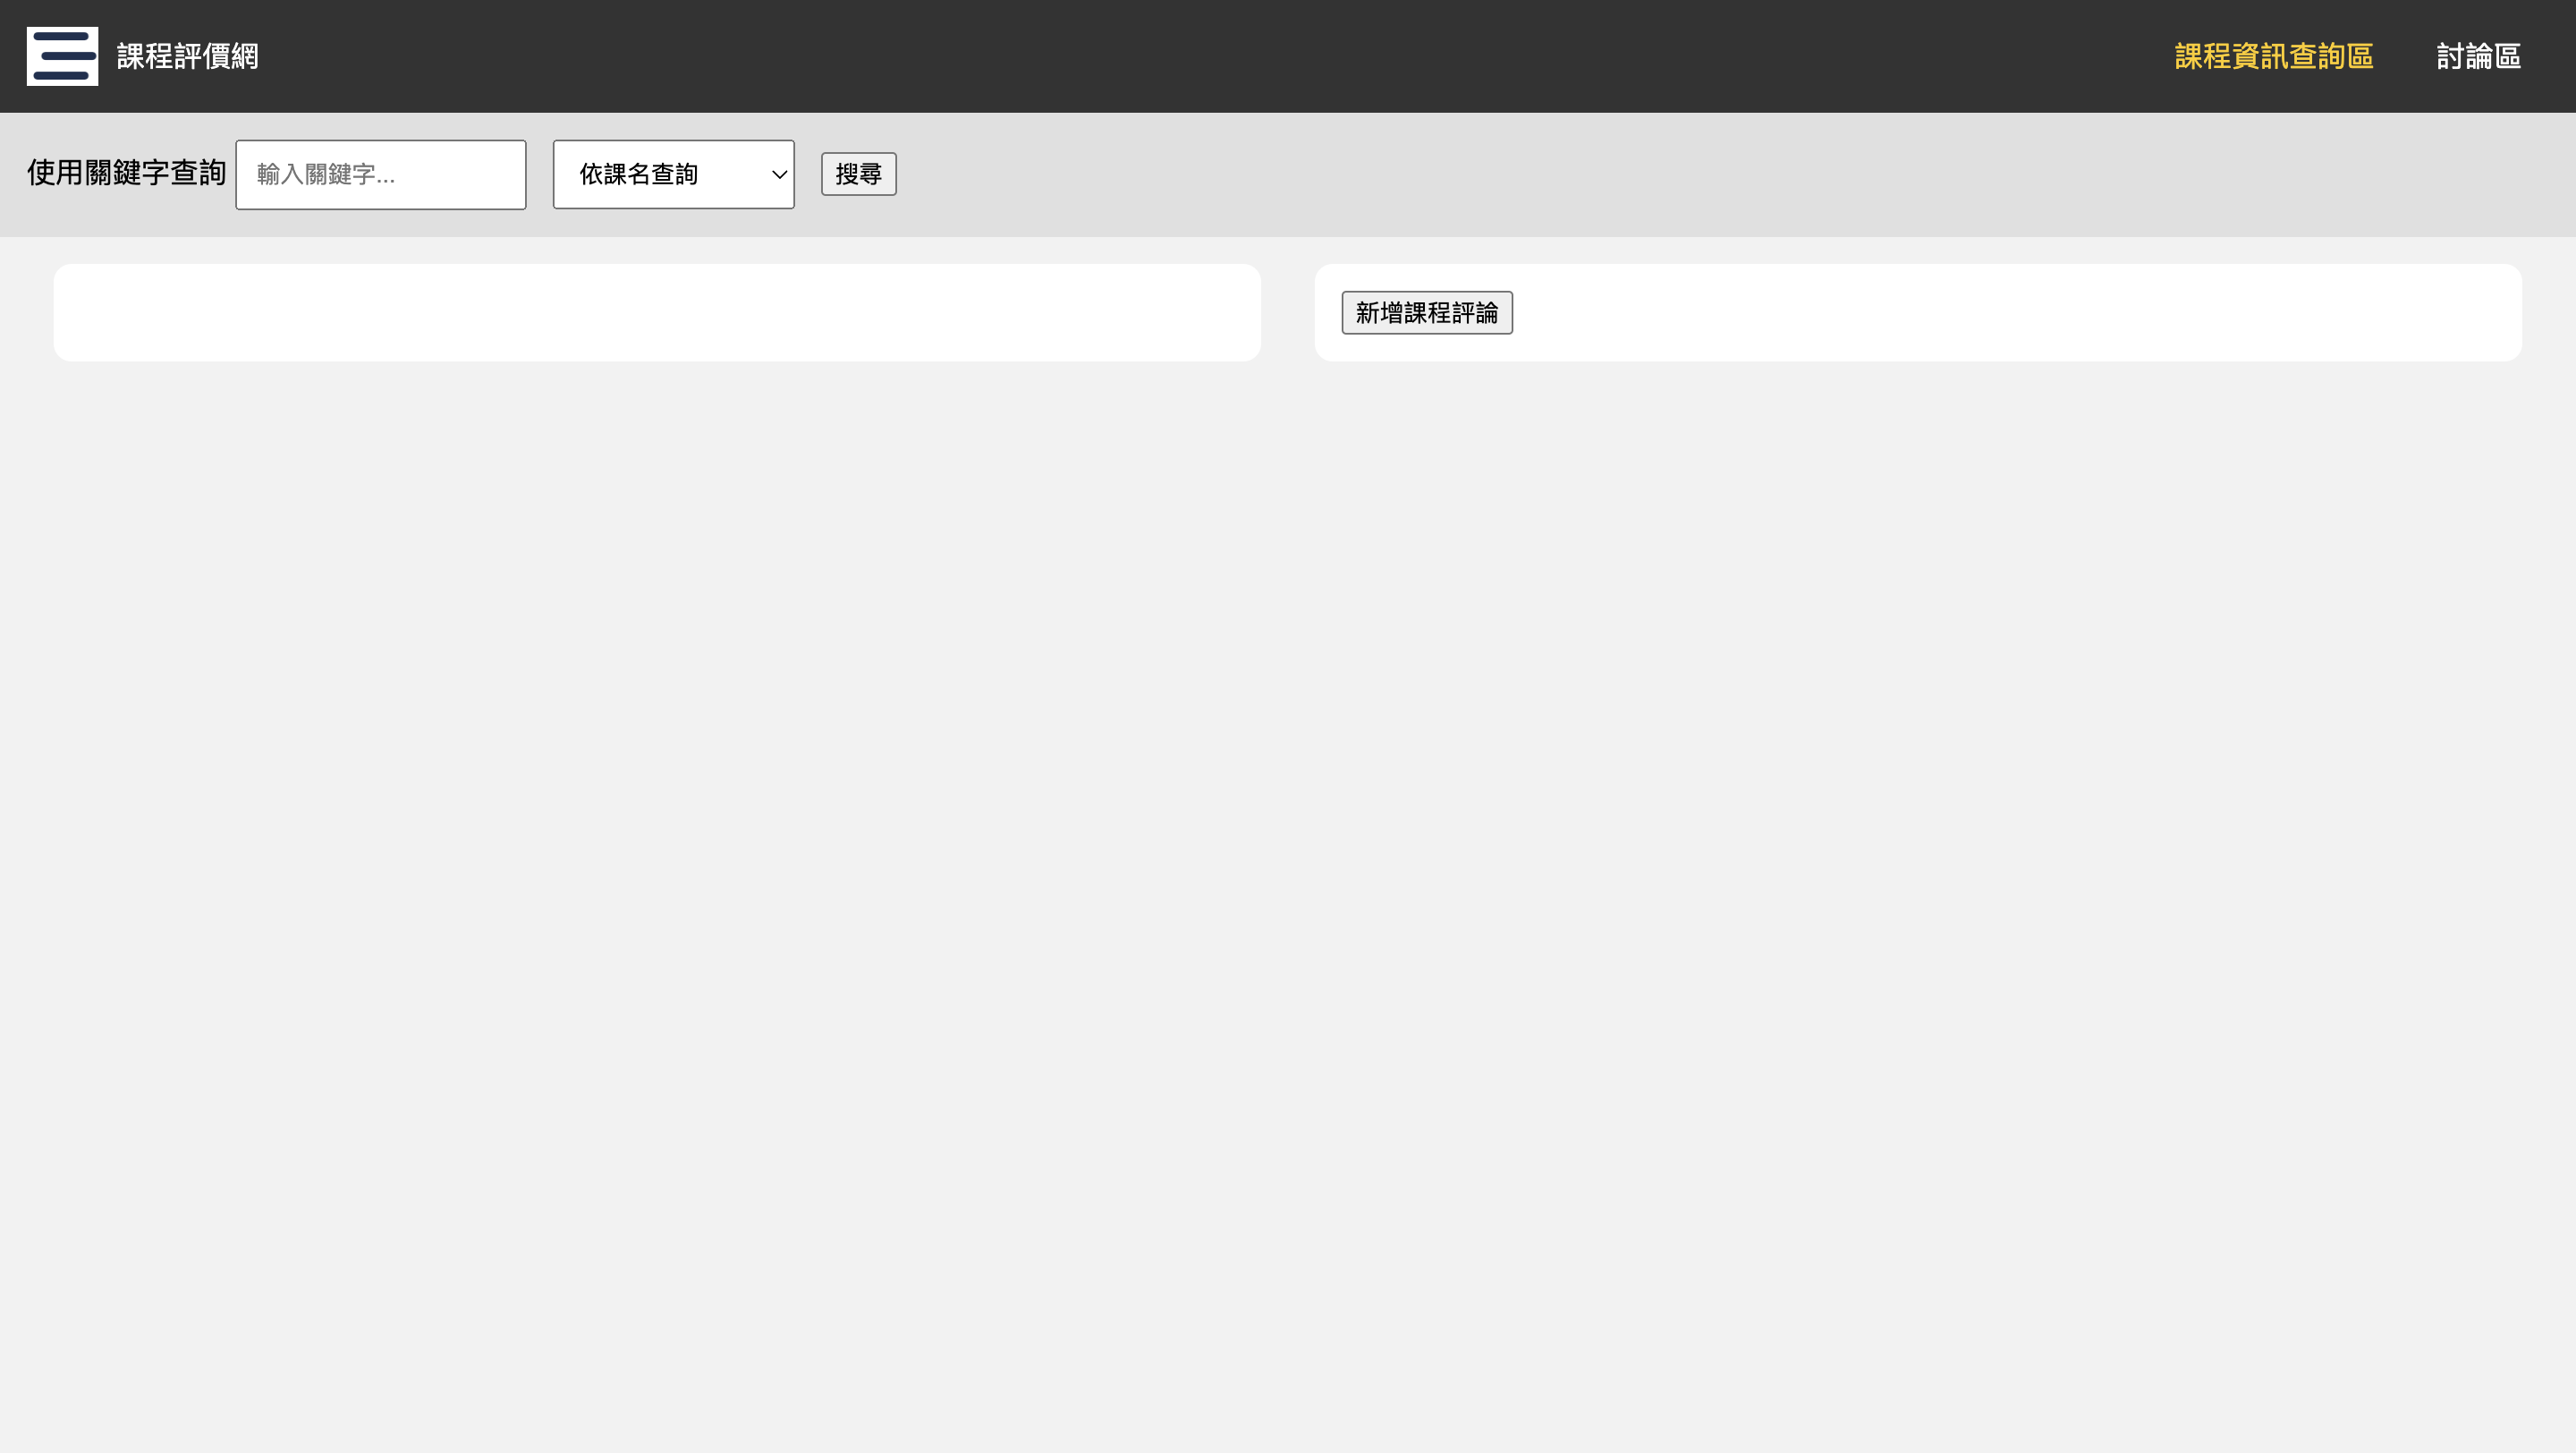 課程評價網
課程資訊查詢區
討論區
使用關鍵字查詢
輸入關鍵字...
依課名查詢
搜尋
新增課程評論